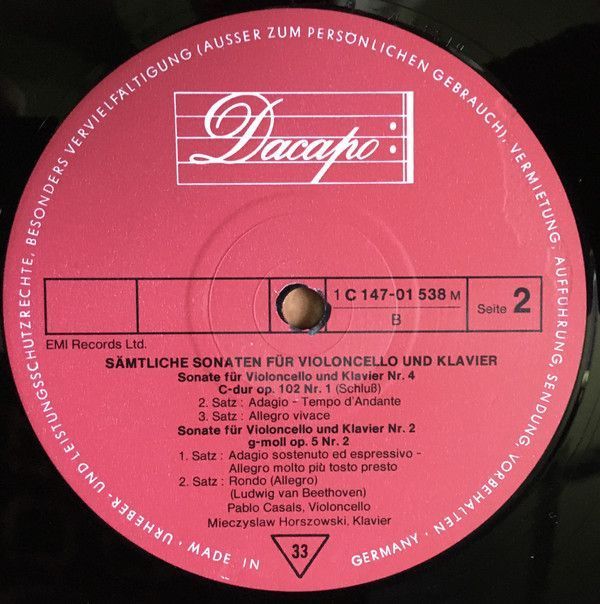 URHEBER- UND LEISTUNGSSCHUTZRECHTE, BESONDERS VERVIELFÄLTIGUNG (AUSSER ZUM PERSÖNLICHEN GEBRAUCH), VERMIETUNG, AUFFÜHRUNG, SENDUNG, VORBEHALTEN · MADE IN GERMANY ·
Dacapo
1 C 147-01 538 M
B
Seite 2
EMI Records Ltd.
SÄMTLICHE SONATEN FÜR VIOLONCELLO UND KLAVIER
Sonate für Violoncello und Klavier Nr. 4
C-dur op. 102 Nr. 1 (Schluß)
2. Satz : Adagio – Tempo d'Andante
3. Satz : Allegro vivace
Sonate für Violoncello und Klavier Nr. 2
g-moll op. 5 Nr. 2
1. Satz : Adagio sostenuto ed espressivo –
Allegro molto più tosto presto
2. Satz : Rondo (Allegro)
(Ludwig van Beethoven)
Pablo Casals, Violoncello
Mieczyslaw Horszowski, Klavier
33